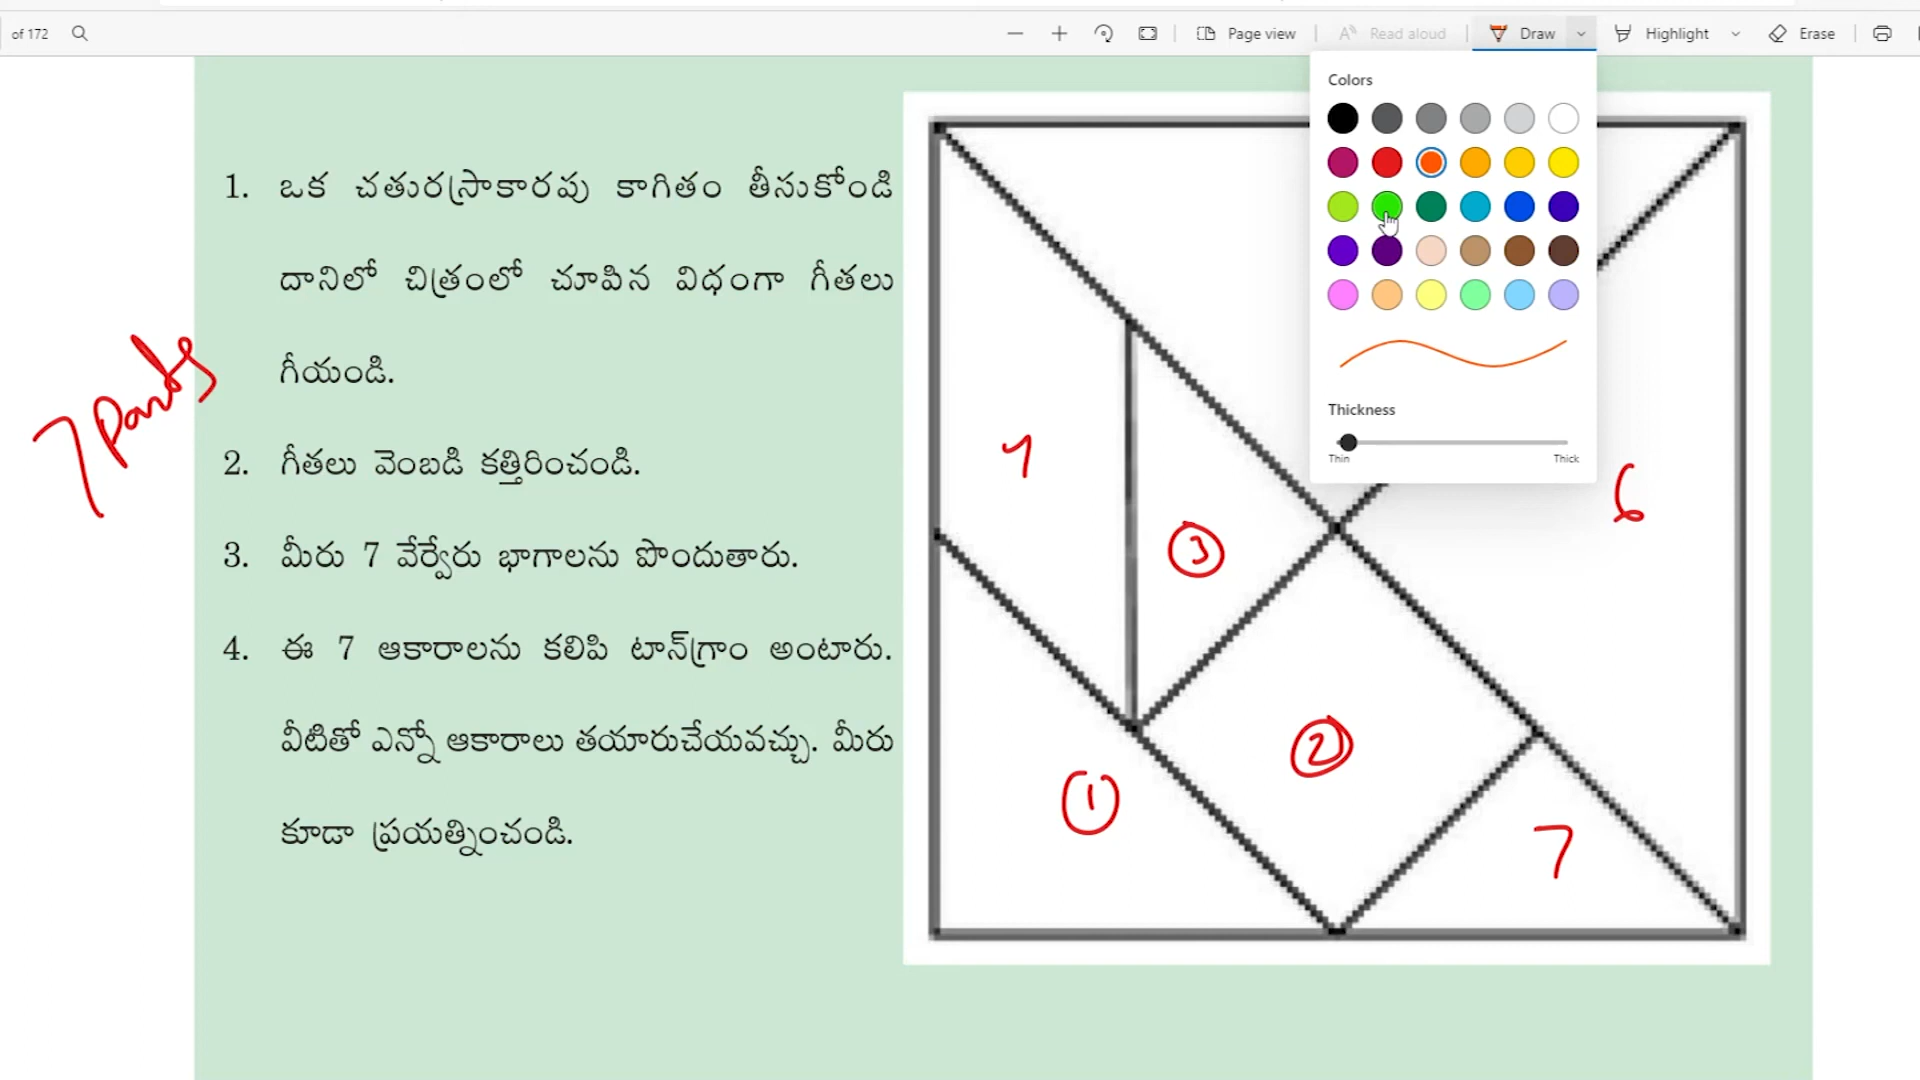 of 172
Page view
Read aloud
Draw
Highlight
Erase
Colors
Thickness
Thin
Thick
1. ఒక చతురస్రాకారపు కాగితం తీసుకోండి
దానిలో చిత్రంలో చూపిన విధంగా గీతలు
గీయండి.
2. గీతలు వెంబడి కత్తిరించండి.
3. మీరు 7 వేర్వేరు భాగాలను పొందుతారు.
4. ఈ 7 ఆకారాలను కలిపి టాన్‌గ్రాం అంటారు.
వీటితో ఎన్నో ఆకారాలు తయారుచేయవచ్చు. మీరు
కూడా ప్రయత్నించండి.
7 Parts
6
3
2
1
7